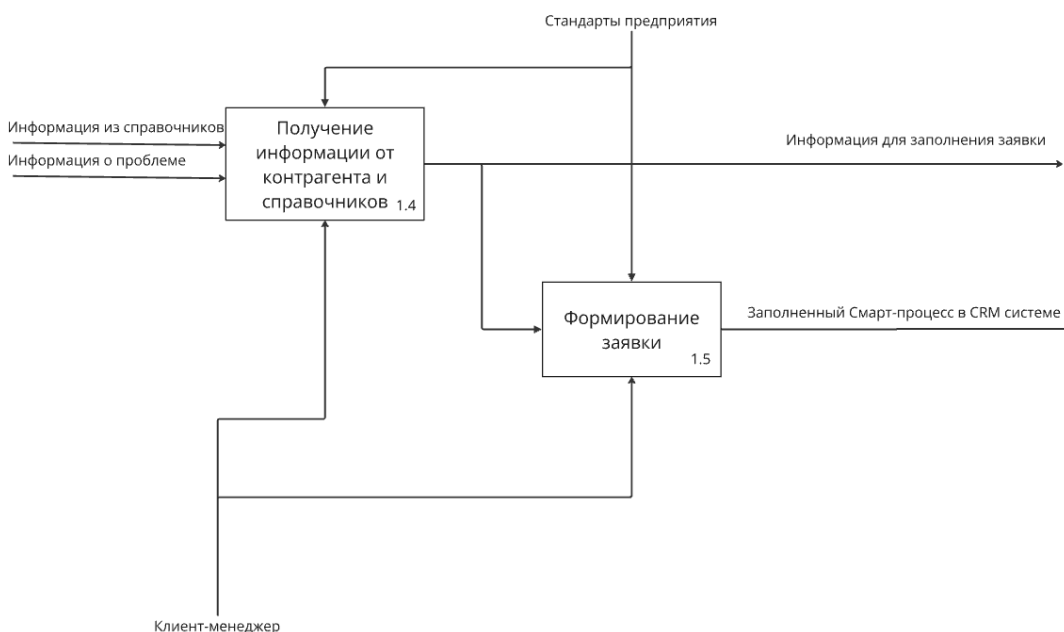 Стандарты предприятия
Информация из справочников
Информация о проблеме
Получение
информации от
контрагента и
справочников
1.4
Информация для заполнения заявки
Формирование
заявки
1.5
Заполненный Смарт-процесс в CRM системе
Клиент-менеджер